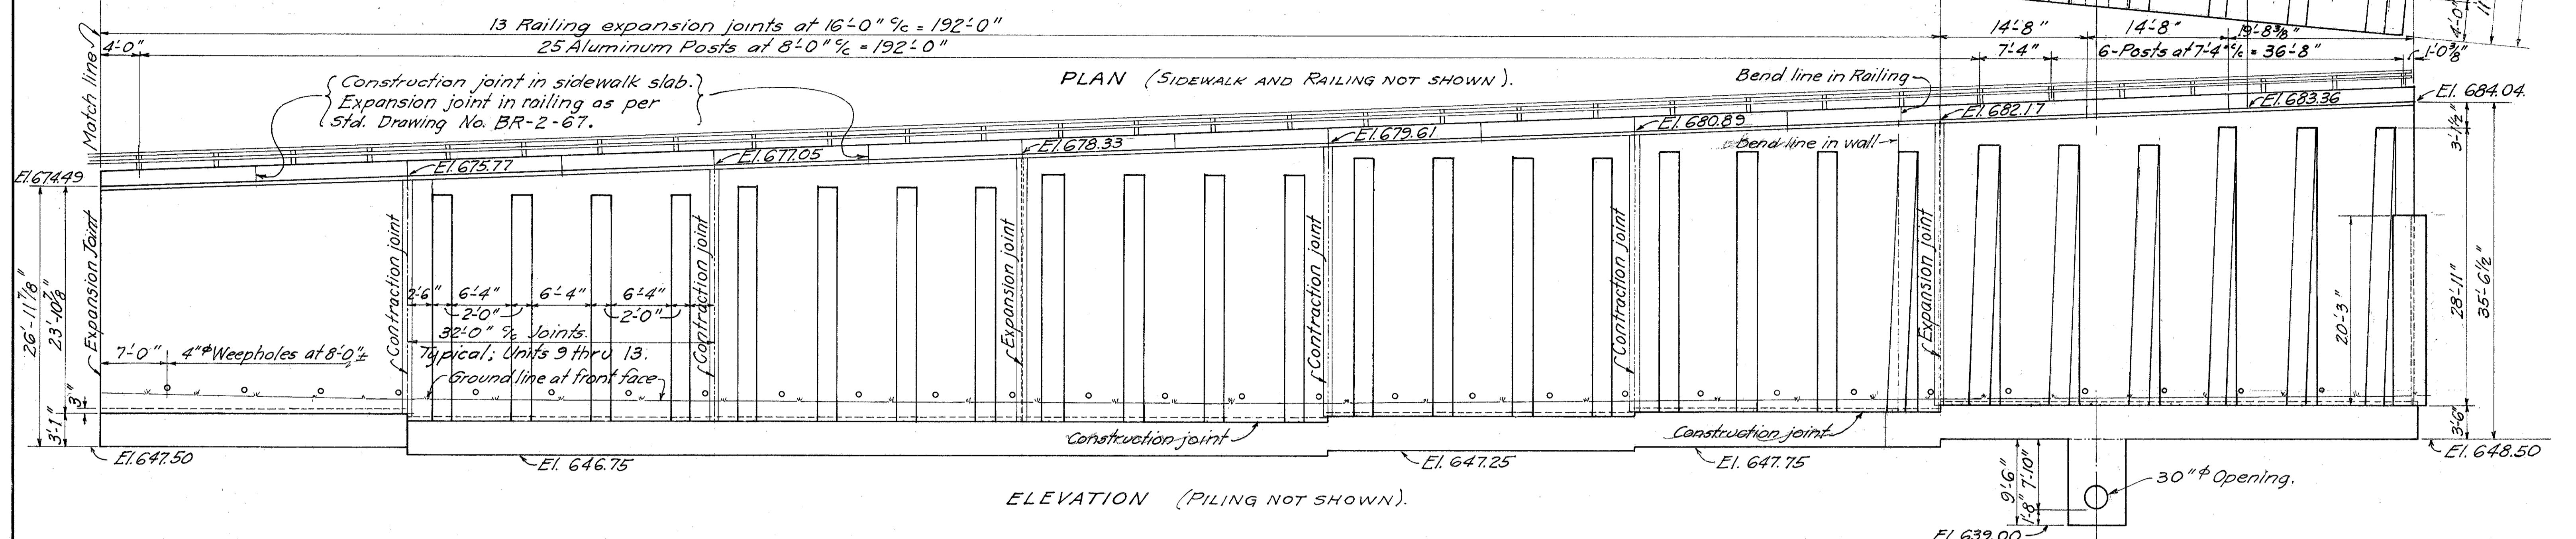 13 Railing expansion joints at 16'-0" c/c = 192'-0"
14'-8" 14'-8" 19'-8 3/8"
4'-0"
11'
4'-0"
25 Aluminum Posts at 8'-0" c/c = 192'-0"
7'-4" 6-Posts at 7'-4" c/c = 36'-8" 1'-0 3/8"
Match line
PLAN (SIDEWALK AND RAILING NOT SHOWN).
Bend line in Railing
Construction joint in sidewalk slab.
Expansion joint in railing as per
Std. Drawing No. BR-2-67.
El. 674.49
El. 675.77
El. 677.05
El. 678.33
El. 679.61
El. 680.89
El. 682.17
El. 683.36
El. 684.04
Bend line in wall
3'-1 1/2"
Expansion Joint
Contraction joint
Contraction joint
Expansion joint
Contraction joint
Contraction joint
Expansion joint
26'-11 7/8"
23'-10 7/8"
2'-6" 6'-4" 6'-4" 6'-4"
2'-0" 2'-0"
32'-0" c/c Joints.
Typical; Units 9 thru 13.
Ground line at front face
7'-0" 4"ø Weepholes at 8'-0"±
3"
3'-1"
20'-3"
28'-11"
35'-6 1/2"
3'-6"
Construction joint
Construction joint
El. 647.50
El. 646.75
El. 647.25
El. 647.75
El. 648.50
9'-6"
7'-10"
1'-8"
30"ø Opening.
El. 639.00
ELEVATION (PILING NOT SHOWN).